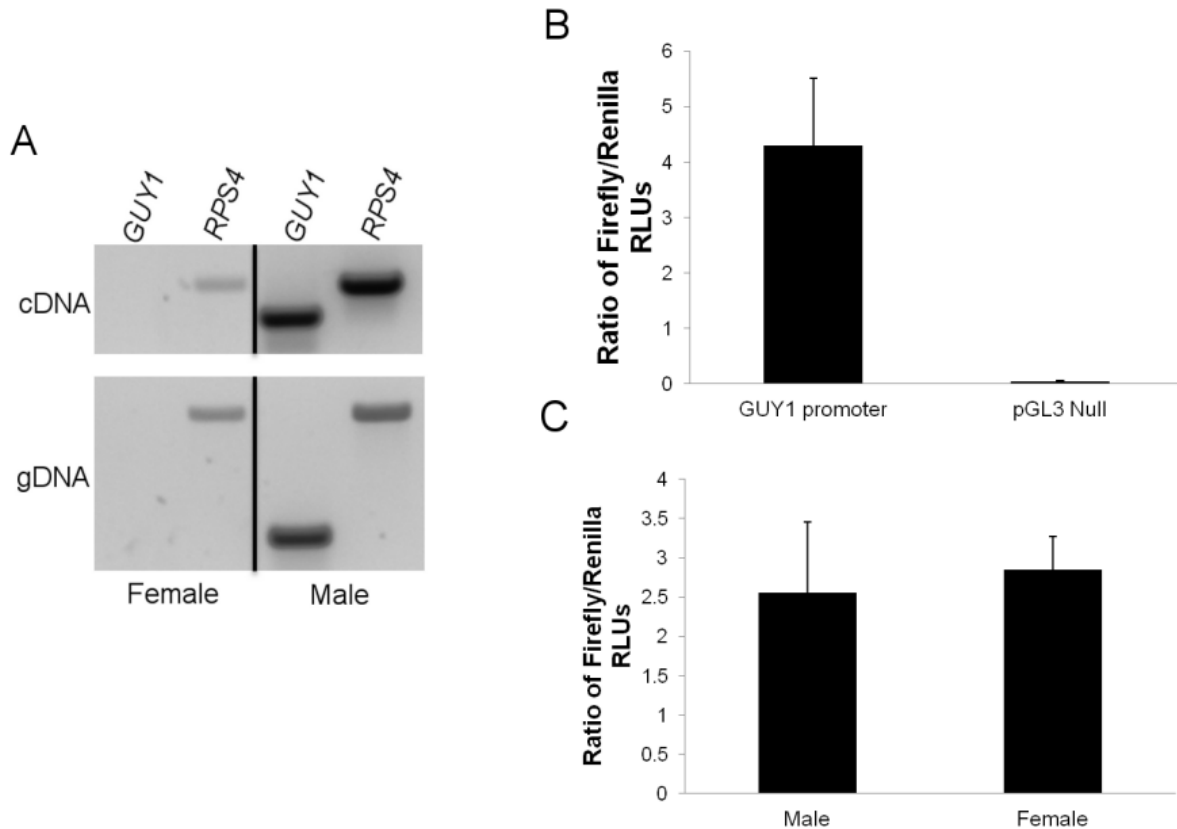 A
GUY1
RPS4
GUY1
RPS4
cDNA
gDNA
Female
Male
B
Ratio of Firefly/Renilla
RLUs
6
5
4
3
2
1
0
GUY1 promoter
pGL3 Null
C
Ratio of Firefly/Renilla
RLUs
4
3.5
3
2.5
2
1.5
1
0.5
0
Male
Female